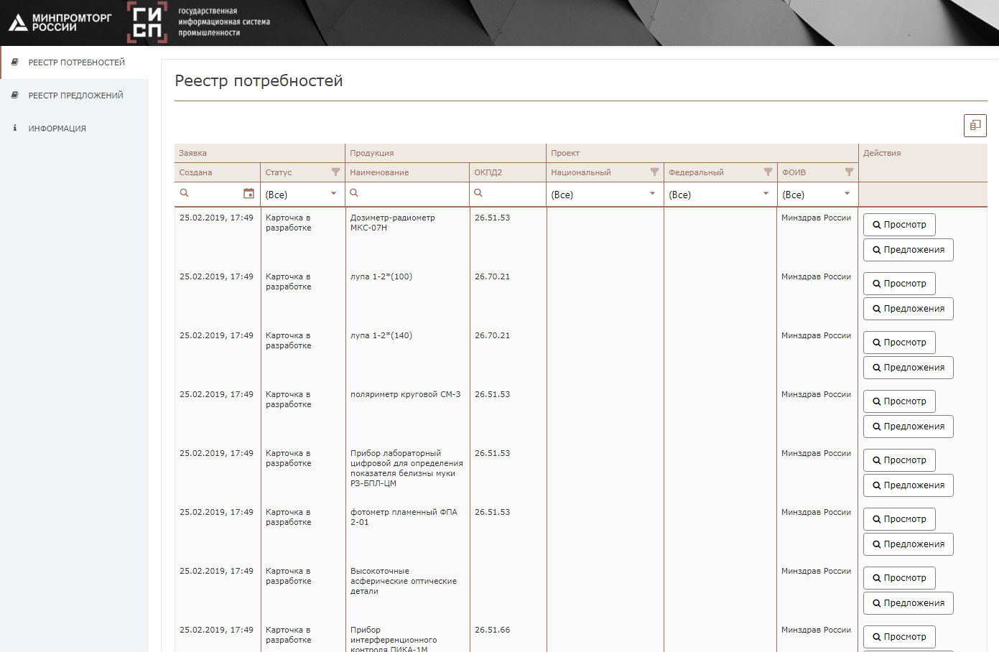 МИНПРОМТОРГ
РОССИИ
ГИСП
государственная
информационная система
промышленности
РЕЕСТР ПОТРЕБНОСТЕЙ
РЕЕСТР ПРЕДЛОЖЕНИЙ
ИНФОРМАЦИЯ
Реестр потребностей
Заявка Продукция Проект Действия
Создана Статус Наименование ОКПД2 Национальный Федеральный ФОИВ
(Все) (Все) (Все) (Все)
25.02.2019, 17:49 Карточка в Дозиметр-радиометр 26.51.53 Минздрав России Просмотр
разработке МКС-07Н
Предложения
25.02.2019, 17:49 Карточка в лупа 1-2*(100) 26.70.21 Минздрав России Просмотр
разработке
Предложения
25.02.2019, 17:49 Карточка в лупа 1-2*(140) 26.70.21 Минздрав России Просмотр
разработке
Предложения
25.02.2019, 17:49 Карточка в поляриметр круговой СМ-3 26.51.53 Минздрав России Просмотр
разработке
Предложения
25.02.2019, 17:49 Карточка в Прибор лабораторный 26.51.53 Минздрав России Просмотр
разработке цифровой для определения
показателя белизны муки
РЗ-БПЛ-ЦМ Предложения
25.02.2019, 17:49 Карточка в фотометр пламенный ФПА 26.51.53 Минздрав России Просмотр
разработке 2-01
Предложения
25.02.2019, 17:49 Карточка в Высокоточные Минздрав России Просмотр
разработке асферические оптические
детали
Предложения
25.02.2019, 17:49 Карточка в Прибор 26.51.66 Минздрав России Просмотр
разработке интерференционного
контроля ПИКА-1М